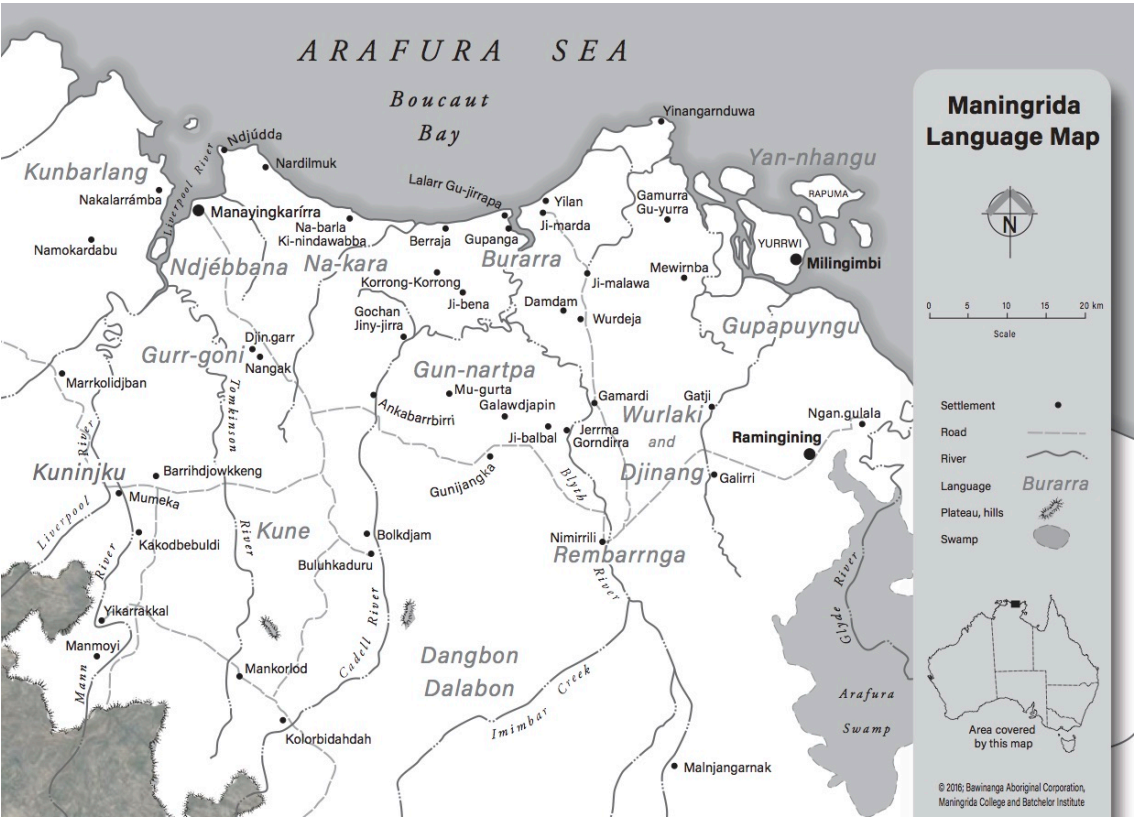 ARAFURA SEA
Boucaut
Bay
Yinangarnduwa
Ndjúdda
Liverpool River
Nardilmuk
Kunbarlang
Nakalarrámba
Yan-nhangu
RAPUMA
Lalarr Gu-jirrapa
Yilan
Gamurra
Gu-yurra
Manayingkarírra
Na-barla
Ki-nindawabba
Ji-marda
Namokardabu
Berraja
Gupanga
YURRWI
Milingimbi
Ndjébbana
Na-kara
Burarra
Mewirnba
Korrong-Korrong
Ji-malawa
Ji-bena
Damdam
Gochan
Jiny-jirra
Wurdeja
Gupapuyngu
Djin.garr
Gurr-goni
Nangak
Gun-nartpa
Marrkolidjban
Tomkinson
Mu-gurta
Ankabarrbirri
Galawdjapin
Gamardi
Wurlaki
and
Djinang
Gatji
Ngan.gulala
Ji-balbal
Jerrma
Gorndirra
Ramingining
River
Kuninjku
Barrihdjowkkeng
Gunijangka
Blyth
Galirri
Mumeka
Liverpool
Kune
River
Kakodbebuldi
Bolkdjam
Nimirrili
Rembarrnga
Buluhkaduru
River
River
River
Glyde
River
Yikarrakkal
Manmoyi
Mann
Mankorlod
Cadell
Dangbon
Dalabon
Imimbar Creek
Arafura
Swamp
Kolorbidahdah
Malnjangarnak
Maningrida
Language Map
N
0 5 10 15 20 km
Scale
Settlement
Road
River
Language Burarra
Plateau, hills
Swamp
Area covered
by this map
© 2016; Bawinanga Aboriginal Corporation,
Maningrida College and Batchelor Institute